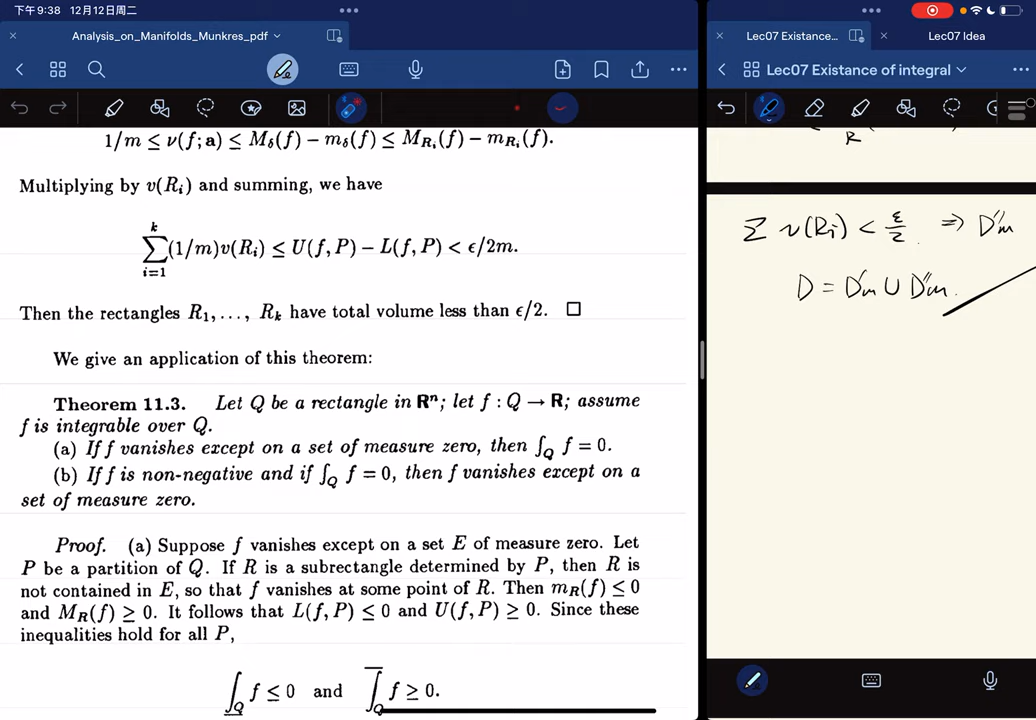 下午9:38 12月12日周二
Analysis_on_Manifolds_Munkres_pdf
1/m ≤ ν(f; a) ≤ M_δ(f) − m_δ(f) ≤ M_{R_i}(f) − m_{R_i}(f).
Multiplying by v(R_i) and summing, we have
∑_{i=1}^{k} (1/m)v(R_i) ≤ U(f, P) − L(f, P) < ϵ/2m.
Then the rectangles R_1, . . . , R_k have total volume less than ϵ/2. □
We give an application of this theorem:
Theorem 11.3. Let Q be a rectangle in R^n; let f : Q → R; assume
f is integrable over Q.
(a) If f vanishes except on a set of measure zero, then ∫_Q f = 0.
(b) If f is non-negative and if ∫_Q f = 0, then f vanishes except on a
set of measure zero.
Proof. (a) Suppose f vanishes except on a set E of measure zero. Let
P be a partition of Q. If R is a subrectangle determined by P, then R is
not contained in E, so that f vanishes at some point of R. Then m_R(f) ≤ 0
and M_R(f) ≥ 0. It follows that L(f, P) ≤ 0 and U(f, P) ≥ 0. Since these
inequalities hold for all P,
∫_Q f ≤ 0 and ∫_Q f ≥ 0.
Lec07 Existance...
Lec07 Idea
Lec07 Existance of integral
R
∑ v(R_i) < ε/2 ⇒ D''_m
D = D'_m ∪ D''_m.